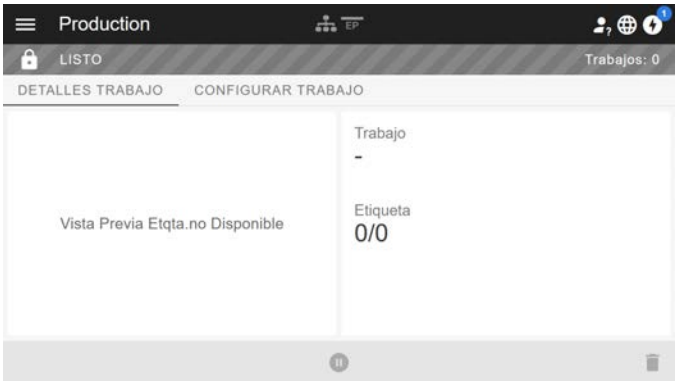 Production
EP
?
1
LISTO
Trabajos: 0
DETALLES TRABAJO
CONFIGURAR TRABAJO
Trabajo
-
Vista Previa Etqta.no Disponible
Etiqueta
0/0